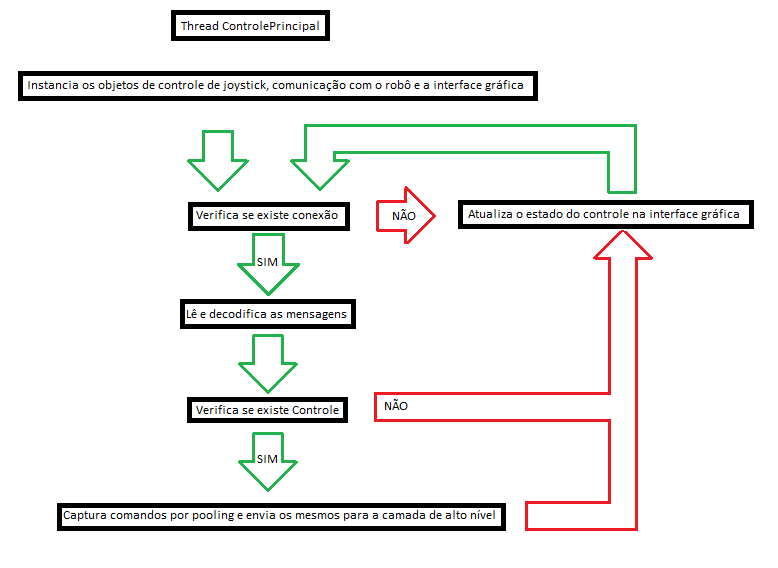 Thread ControlePrincipal
Instancia os objetos de controle de joystick, comunicação com o robô e a interface gráfica
Verifica se existe conexão
NÃO
Atualiza o estado do controle na interface gráfica
SIM
Lê e decodifica as mensagens
Verifica se existe Controle
NÃO
SIM
Captura comandos por pooling e envia os mesmos para a camada de alto nível